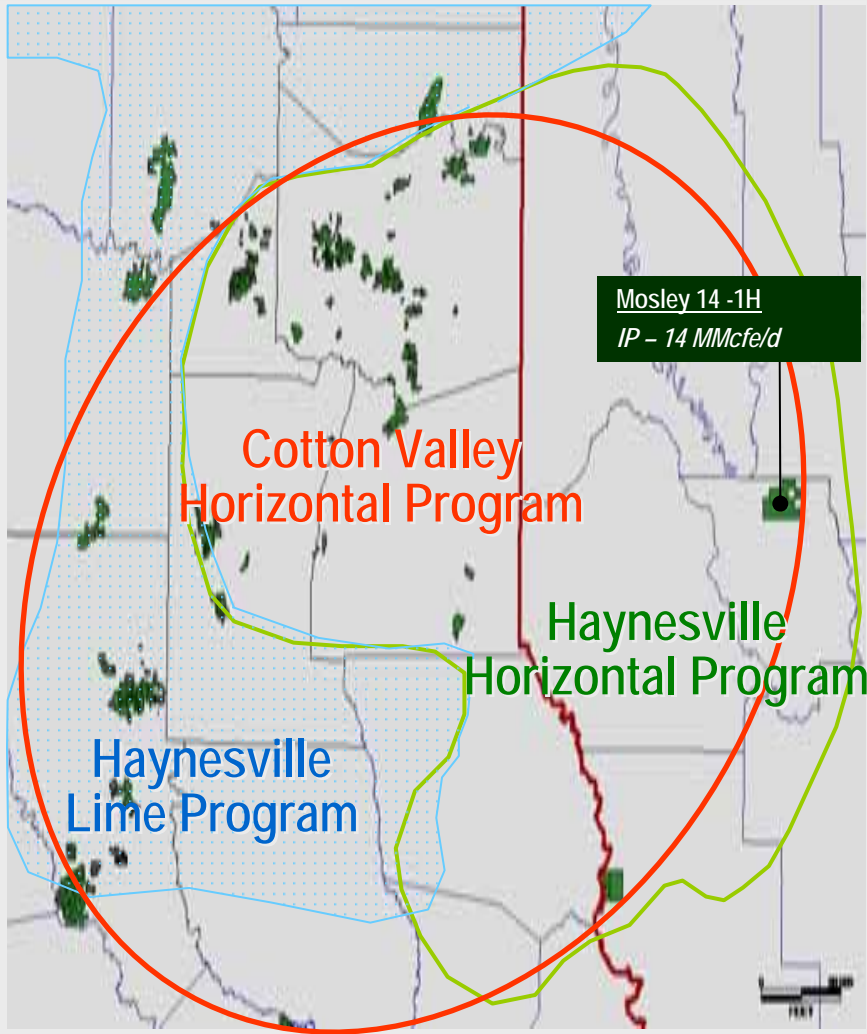 Mosley 14 -1H
IP – 14 MMcfe/d
Cotton Valley
Horizontal Program
Haynesville
Horizontal Program
Haynesville
Lime Program